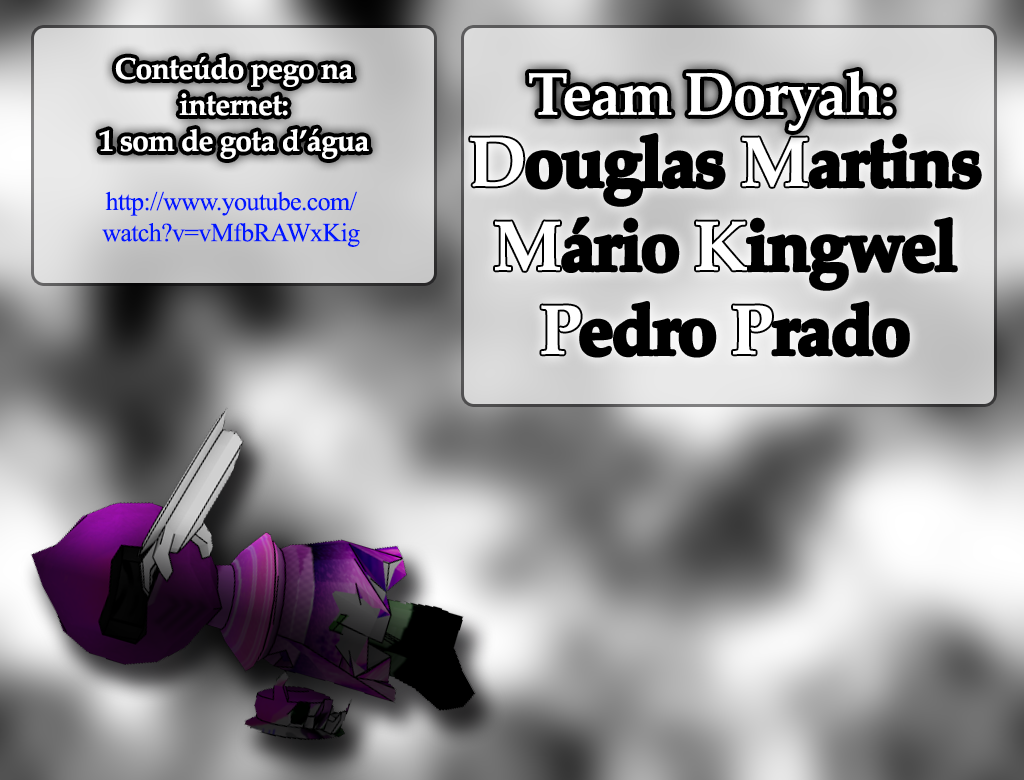 Conteúdo pego na
internet:
1 som de gota d’água
http://www.youtube.com/
watch?v=vMfbRAWxKig
Team Doryah:
Douglas Martins
Mário Kingwel
Pedro Prado